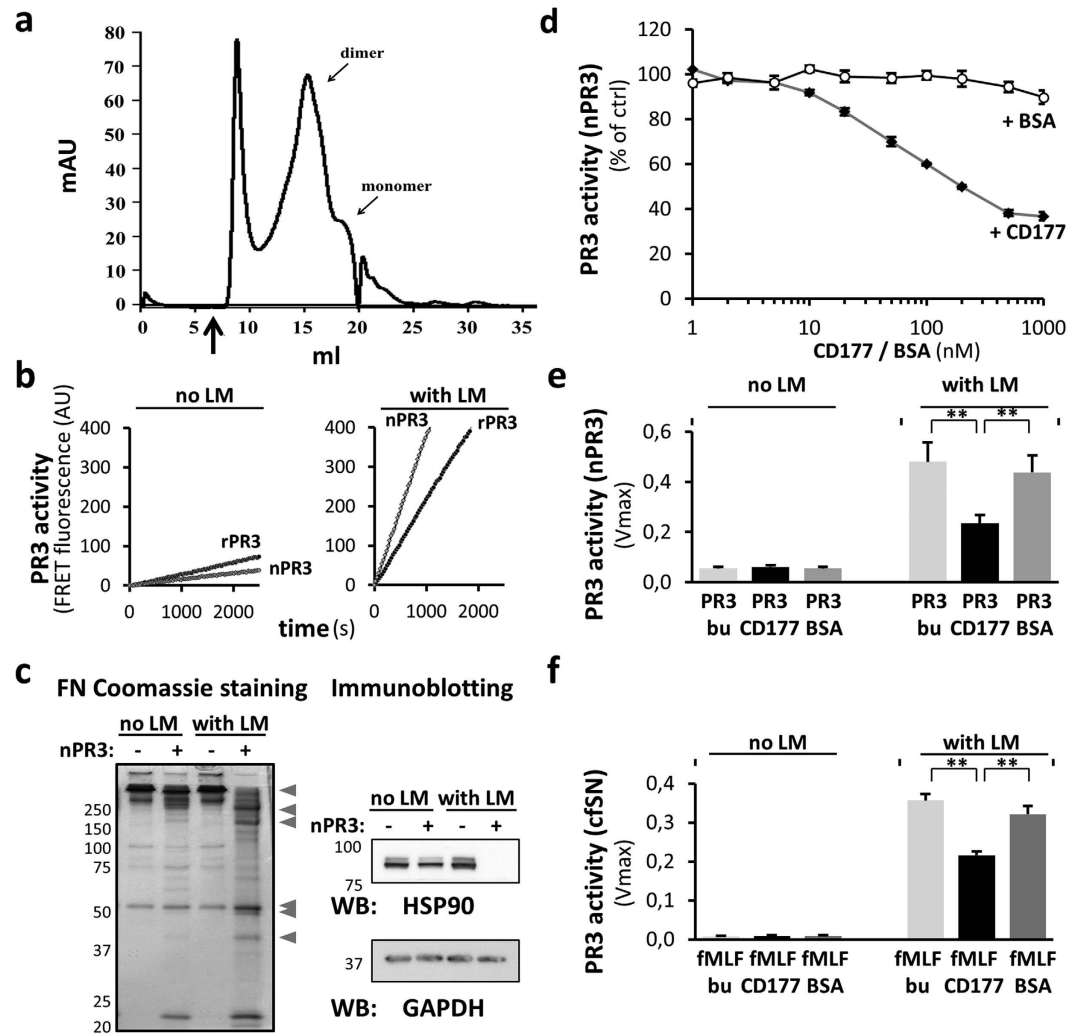 a
80
70
60
50
40
30
20
10
0
mAU
dimer
monomer
0 5 10 15 20 25 30 35
ml
b
no LM
with LM
PR3 activity
(FRET fluorescence (AU)
400
300
200
100
0
rPR3
nPR3
0 1000 2000
400
300
200
100
0
nPR3
rPR3
0 1000 2000
time (s)
c
FN Coomassie staining
no LM with LM
nPR3: - + - +
250
150
100
75
50
37
25
20
Immunoblotting
no LM with LM
nPR3: - + - +
100
75
WB: HSP90
37
WB: GAPDH
d
PR3 activity (nPR3)
(% of ctrl)
120
100
80
60
40
20
0
+ BSA
+ CD177
1 10 100 1000
CD177 / BSA (nM)
e
no LM
with LM
PR3 activity (nPR3)
(Vmax)
0,6
0,4
0,2
0,0
** **
PR3 PR3 PR3 PR3 PR3 PR3
bu CD177 BSA bu CD177 BSA
f
no LM
with LM
PR3 activity (cfSN)
(Vmax)
0,4
0,3
0,2
0,1
0,0
** **
fMLF fMLF fMLF fMLF fMLF fMLF
bu CD177 BSA bu CD177 BSA